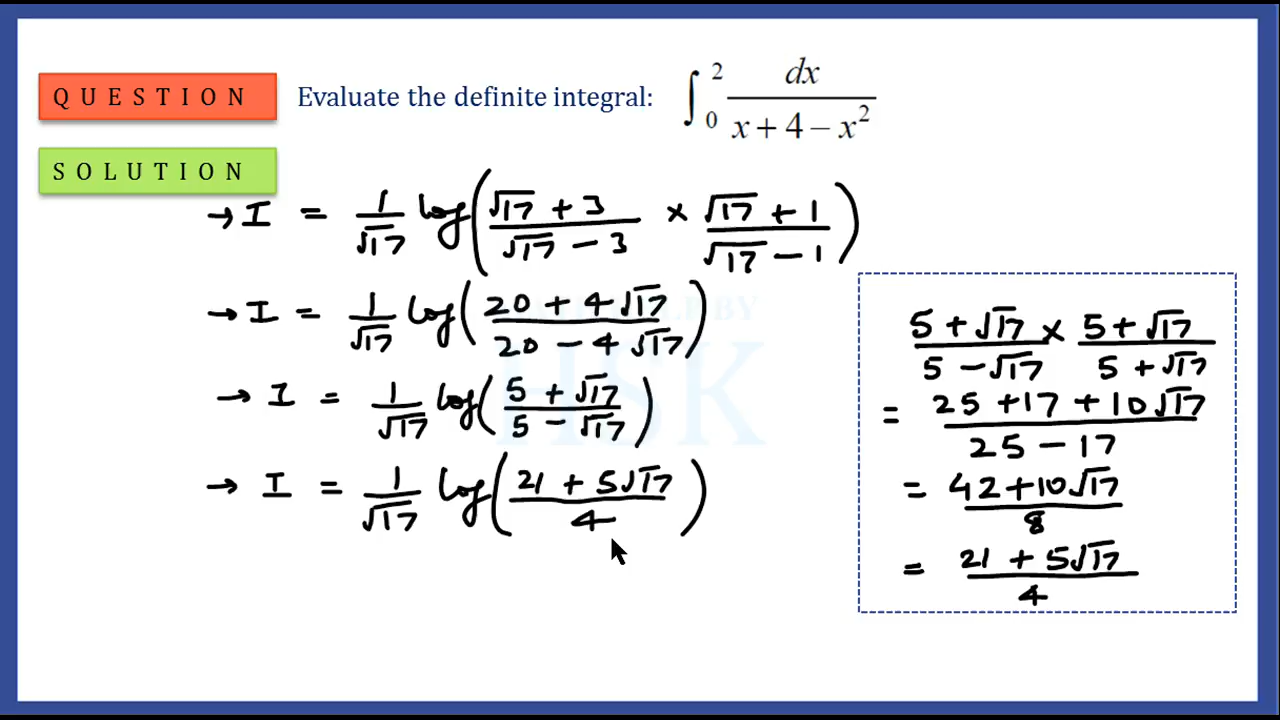 QUESTION Evaluate the definite integral: ∫₀² dx / (x + 4 − x²)
SOLUTION
→ I = 1/√17 log( (√17 + 3)/(√17 − 3) × (√17 + 1)/(√17 − 1) )
→ I = 1/√17 log( (20 + 4√17)/(20 − 4√17) )
→ I = 1/√17 log( (5 + √17)/(5 − √17) )
→ I = 1/√17 log( (21 + 5√17)/4 )
(5 + √17)/(5 − √17) × (5 + √17)/(5 + √17)
= (25 + 17 + 10√17)/(25 − 17)
= (42 + 10√17)/8
= (21 + 5√17)/4
HSK